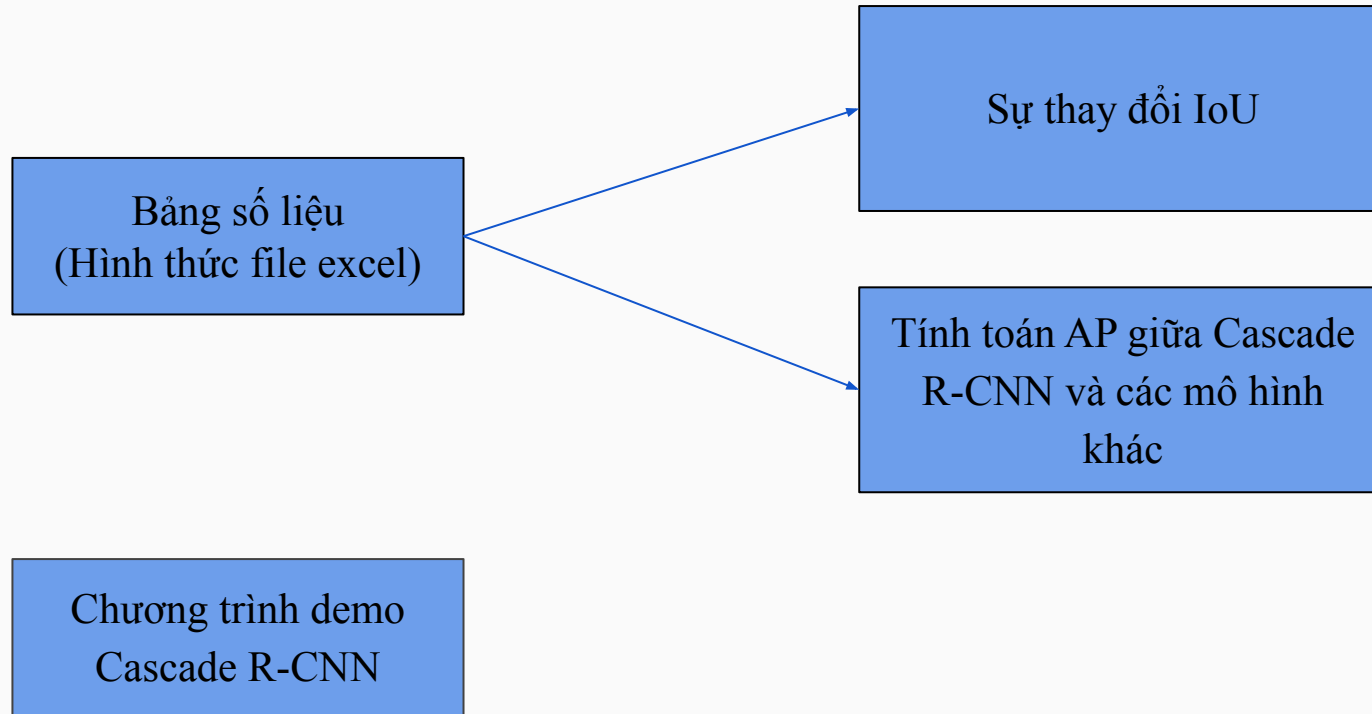 Sự thay đổi IoU
Bảng số liệu
(Hình thức file excel)
Tính toán AP giữa Cascade
R-CNN và các mô hình
khác
Chương trình demo
Cascade R-CNN